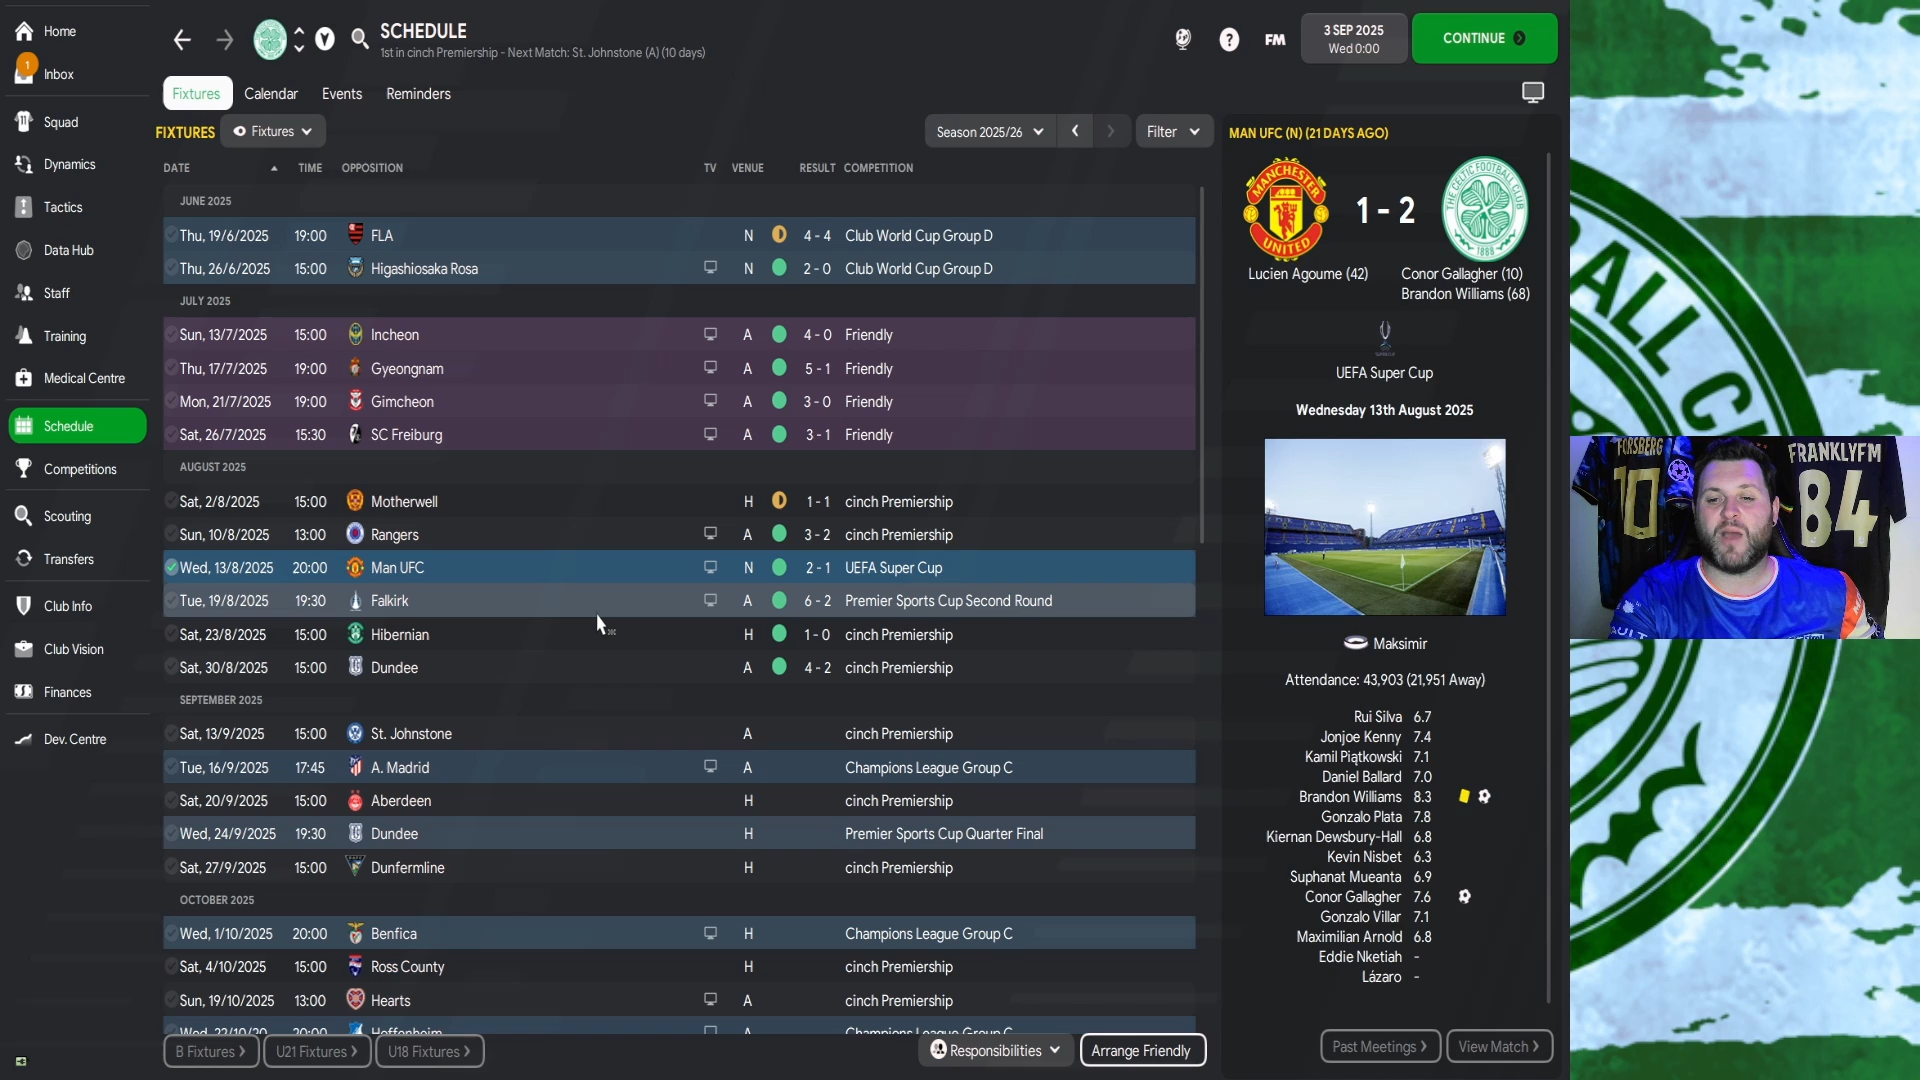 Home
1
Inbox
Squad
Dynamics
Tactics
Data Hub
Staff
Training
Medical Centre
Schedule
Competitions
Scouting
Transfers
Club Info
Club Vision
Finances
Dev. Centre
SCHEDULE
1st in cinch Premiership - Next Match: St. Johnstone (A) (10 days)
FM
3 SEP 2025
Wed 0:00
CONTINUE
Fixtures Calendar Events Reminders
FIXTURES Fixtures Season 2025/26 Filter
DATE TIME OPPOSITION TV VENUE RESULT COMPETITION
JUNE 2025
Thu, 19/6/2025 19:00 FLA N 4 - 4 Club World Cup Group D
Thu, 26/6/2025 15:00 Higashiosaka Rosa N 2 - 0 Club World Cup Group D
JULY 2025
Sun, 13/7/2025 15:00 Incheon A 4 - 0 Friendly
Thu, 17/7/2025 19:00 Gyeongnam A 5 - 1 Friendly
Mon, 21/7/2025 19:00 Gimcheon A 3 - 0 Friendly
Sat, 26/7/2025 15:30 SC Freiburg A 3 - 1 Friendly
AUGUST 2025
Sat, 2/8/2025 15:00 Motherwell H 1 - 1 cinch Premiership
Sun, 10/8/2025 13:00 Rangers A 3 - 2 cinch Premiership
Wed, 13/8/2025 20:00 Man UFC N 2 - 1 UEFA Super Cup
Tue, 19/8/2025 19:30 Falkirk A 6 - 2 Premier Sports Cup Second Round
Sat, 23/8/2025 15:00 Hibernian H 1 - 0 cinch Premiership
Sat, 30/8/2025 15:00 Dundee A 4 - 2 cinch Premiership
SEPTEMBER 2025
Sat, 13/9/2025 15:00 St. Johnstone A cinch Premiership
Tue, 16/9/2025 17:45 A. Madrid A Champions League Group C
Sat, 20/9/2025 15:00 Aberdeen H cinch Premiership
Wed, 24/9/2025 19:30 Dundee H Premier Sports Cup Quarter Final
Sat, 27/9/2025 15:00 Dunfermline H cinch Premiership
OCTOBER 2025
Wed, 1/10/2025 20:00 Benfica H Champions League Group C
Sat, 4/10/2025 15:00 Ross County H cinch Premiership
Sun, 19/10/2025 13:00 Hearts A cinch Premiership
Wed, 22/10/20 20:00 Hoffenheim A Champions League Group C
B Fixtures U21 Fixtures U18 Fixtures Responsibilities Arrange Friendly
MAN UFC (N) (21 DAYS AGO)
MANCHESTER
UNITED
1 - 2
THE CELTIC FOOTBALL CLUB
1888
Lucien Agoume (42)
Conor Gallagher (10)
Brandon Williams (68)
UEFA Super Cup
Wednesday 13th August 2025
Maksimir
Attendance: 43,903 (21,951 Away)
Rui Silva 6.7
Jonjoe Kenny 7.4
Kamil Piątkowski 7.1
Daniel Ballard 7.0
Brandon Williams 8.3
Gonzalo Plata 7.8
Kiernan Dewsbury-Hall 6.8
Kevin Nisbet 6.3
Suphanat Mueanta 6.9
Conor Gallagher 7.6
Gonzalo Villar 7.1
Maximilian Arnold 6.8
Eddie Nketiah -
Lázaro -
Past Meetings View Match
FORSBERG
10
FRANKLYFM
84